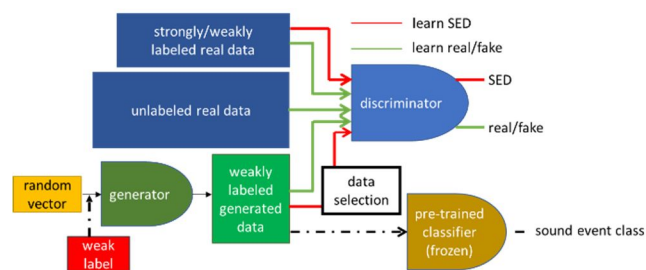 strongly/weakly
labeled real data
learn SED
learn real/fake
unlabeled real data
discriminator
SED
real/fake
random
vector
generator
weakly
labeled
generated
data
data
selection
weak
label
pre-trained
classifier
(frozen)
sound event class